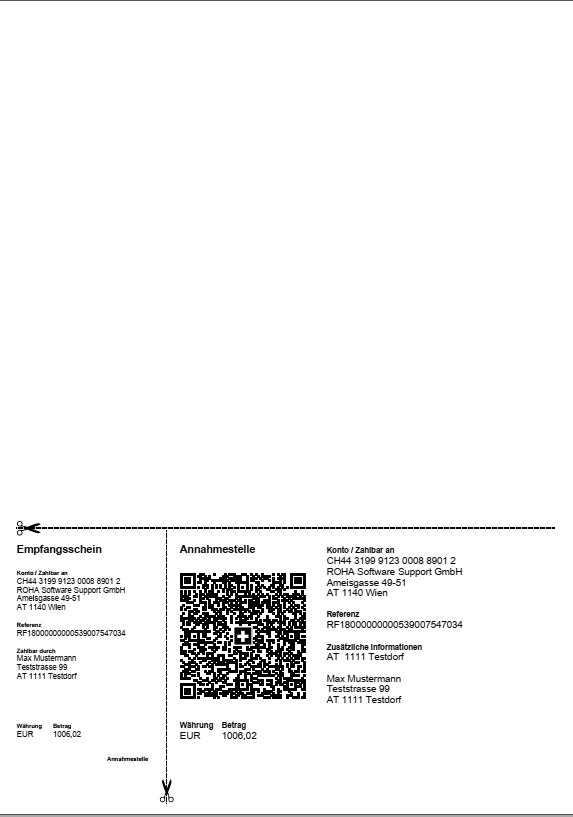 Empfangsschein
Konto / Zahlbar an
CH44 3199 9123 0008 8901 2
ROHA Software Support GmbH
Ameisgasse 49-51
AT 1140 Wien
Referenz
RF18000000000539007547034
Zahlbar durch
Max Mustermann
Teststrasse 99
AT 1111 Testdorf
Währung Betrag
EUR 1006,02
Annahmestelle
Annahmestelle
Währung Betrag
EUR 1006,02
Konto / Zahlbar an
CH44 3199 9123 0008 8901 2
ROHA Software Support GmbH
Ameisgasse 49-51
AT 1140 Wien
Referenz
RF18000000000539007547034
Zusätzliche Informationen
AT 1111 Testdorf
Max Mustermann
Teststrasse 99
AT 1111 Testdorf